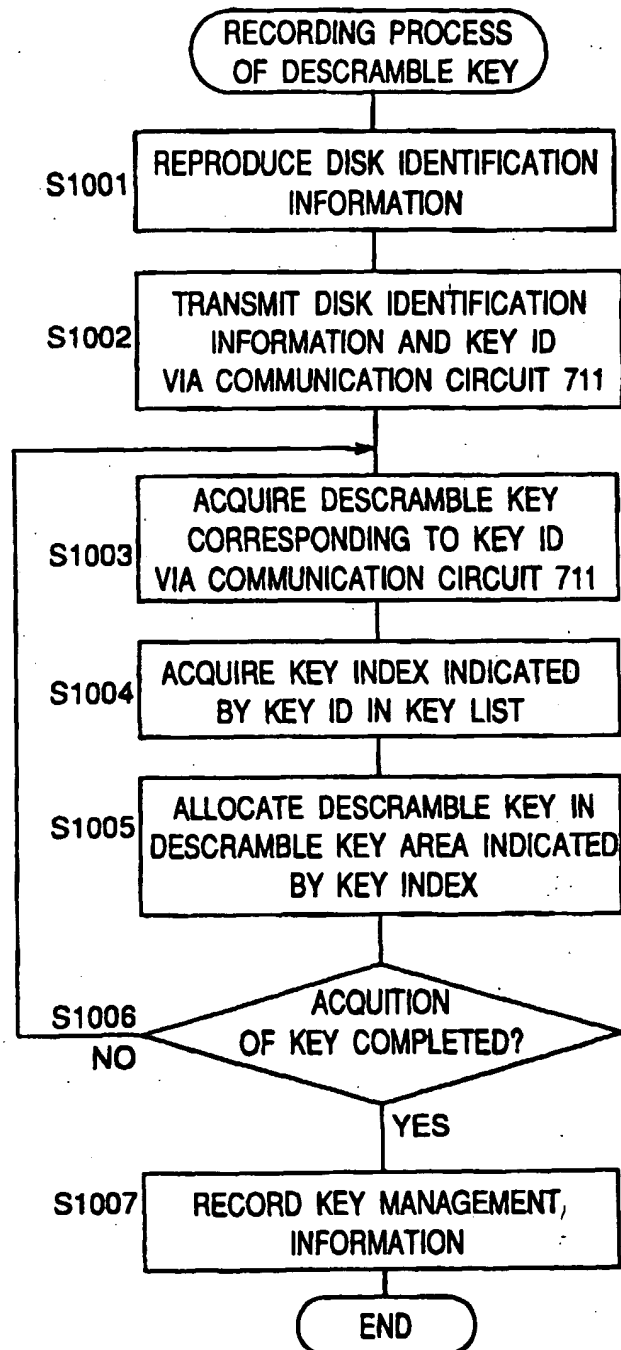 RECORDING PROCESS
OF DESCRAMBLE KEY
S1001
REPRODUCE DISK IDENTIFICATION
INFORMATION
S1002
TRANSMIT DISK IDENTIFICATION
INFORMATION AND KEY ID
VIA COMMUNICATION CIRCUIT 711
S1003
ACQUIRE DESCRAMBLE KEY
CORRESPONDING TO KEY ID
VIA COMMUNICATION CIRCUIT 711
S1004
ACQUIRE KEY INDEX INDICATED
BY KEY ID IN KEY LIST
S1005
ALLOCATE DESCRAMBLE KEY IN
DESCRAMBLE KEY AREA INDICATED
BY KEY INDEX
S1006
ACQUITION
OF KEY COMPLETED?
NO
YES
S1007
RECORD KEY MANAGEMENT,
INFORMATION
END